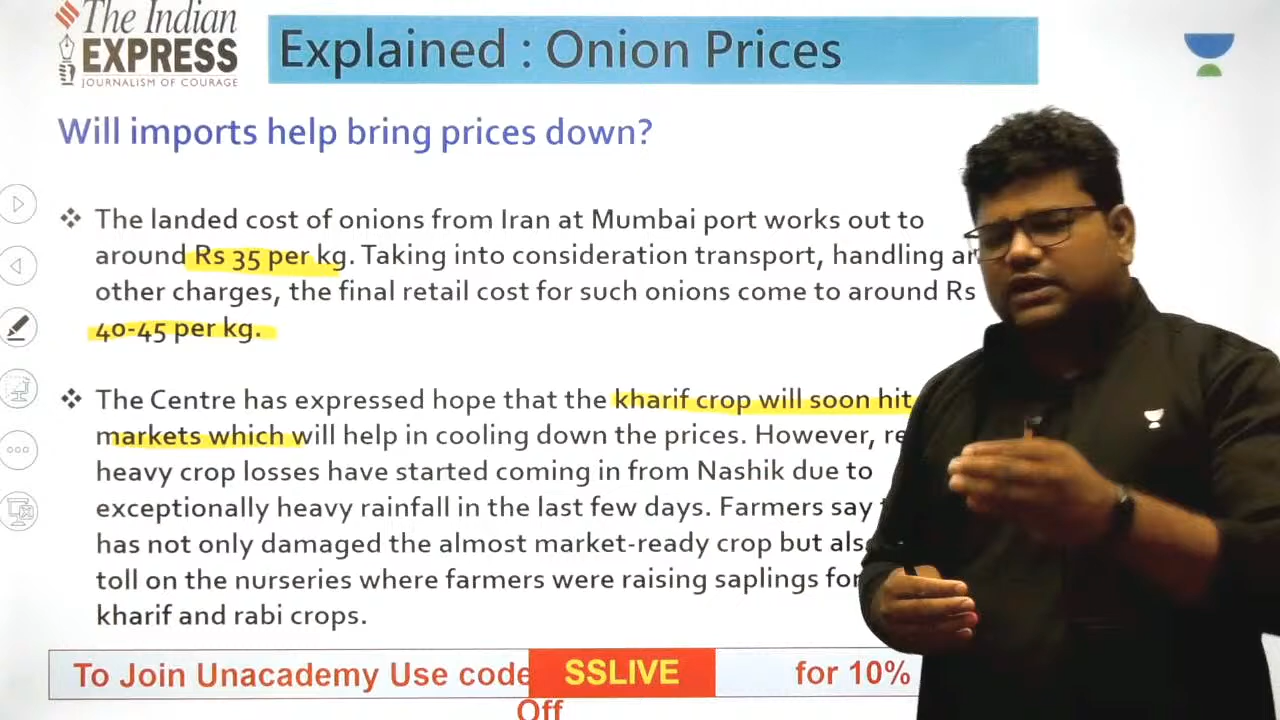 The Indian
EXPRESS
JOURNALISM OF COURAGE
Explained : Onion Prices
Will imports help bring prices down?
❖ The landed cost of onions from Iran at Mumbai port works out to
around Rs 35 per kg. Taking into consideration transport, handling
other charges, the final retail cost for such onions come to around Rs
40-45 per kg.
❖ The Centre has expressed hope that the kharif crop will soon hit
markets which will help in cooling down the prices. However,
heavy crop losses have started coming in from Nashik due to
exceptionally heavy rainfall in the last few days. Farmers say
has not only damaged the almost market-ready crop but
toll on the nurseries where farmers were raising saplings for
kharif and rabi crops.
To Join Unacademy Use code SSLIVE for 10%
Off